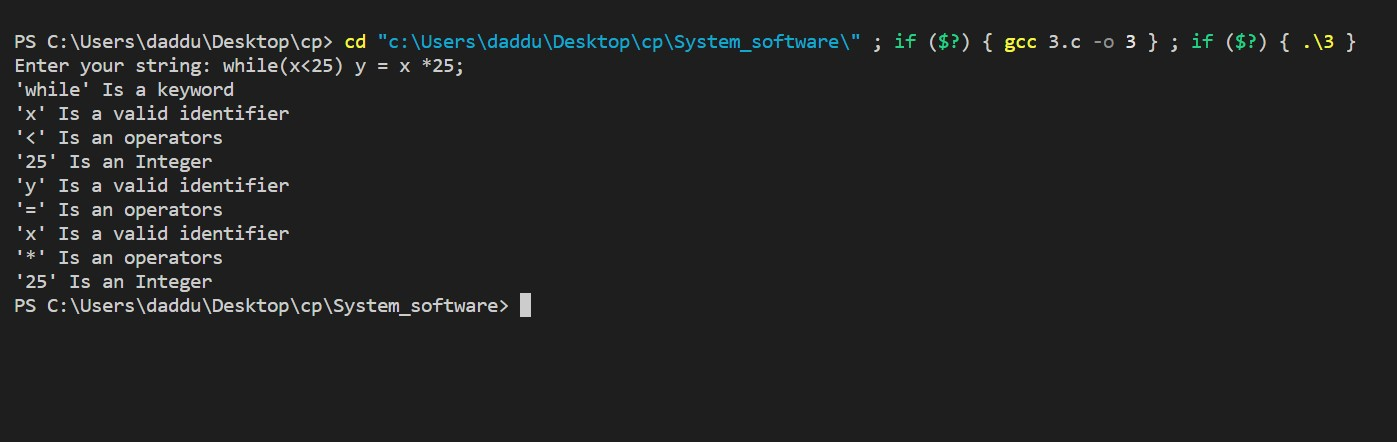 PS C:\Users\daddu\Desktop\cp> cd "c:\Users\daddu\Desktop\cp\System_software\" ; if ($?) { gcc 3.c -o 3 } ; if ($?) { .\3 }
Enter your string: while(x<25) y = x *25;
'while' Is a keyword
'x' Is a valid identifier
'<' Is an operators
'25' Is an Integer
'y' Is a valid identifier
'=' Is an operators
'x' Is a valid identifier
'*' Is an operators
'25' Is an Integer
PS C:\Users\daddu\Desktop\cp\System_software>